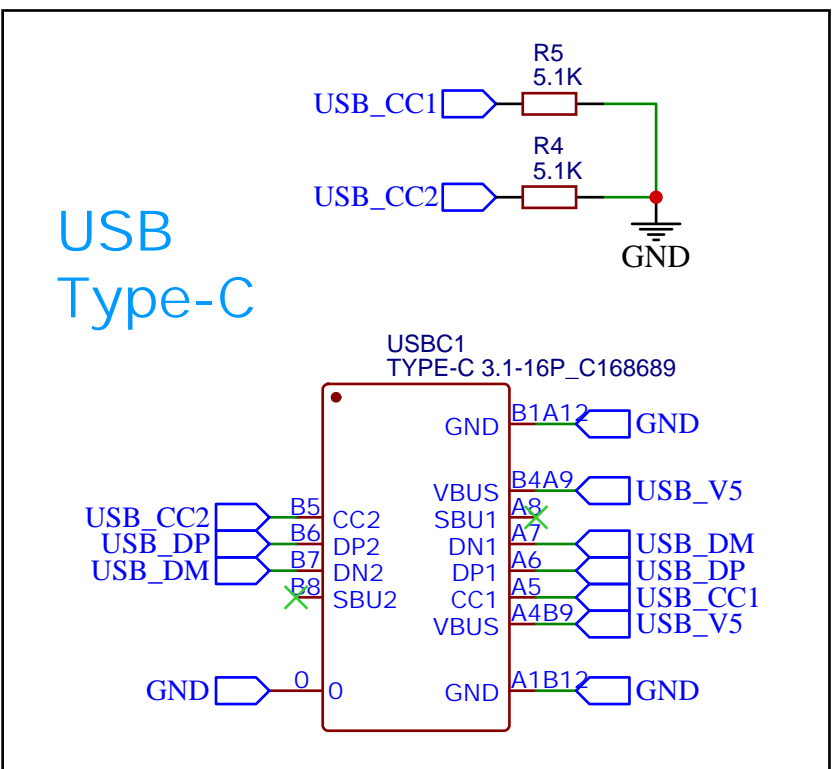 R5
5.1K
USB_CC1
R4
5.1K
USB_CC2
GND
USB
Type-C
USBC1
TYPE-C 3.1-16P_C168689
GND B1A12 GND
VBUS B4A9 USB_V5
SBU1 A8
USB_CC2 B5 CC2
DN1 A7 USB_DM
USB_DP B6 DP2
DP1 A6 USB_DP
USB_DM B7 DN2
CC1 A5 USB_CC1
B8 SBU2
VBUS A4B9 USB_V5
GND 0 0
GND A1B12 GND